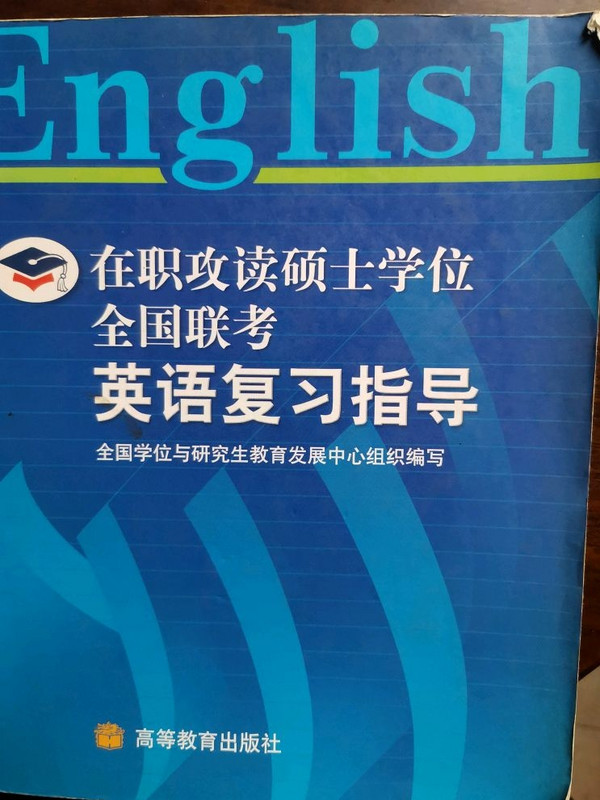 English
在职攻读硕士学位
全国联考
英语复习指导
全国学位与研究生教育发展中心组织编写
高等教育出版社